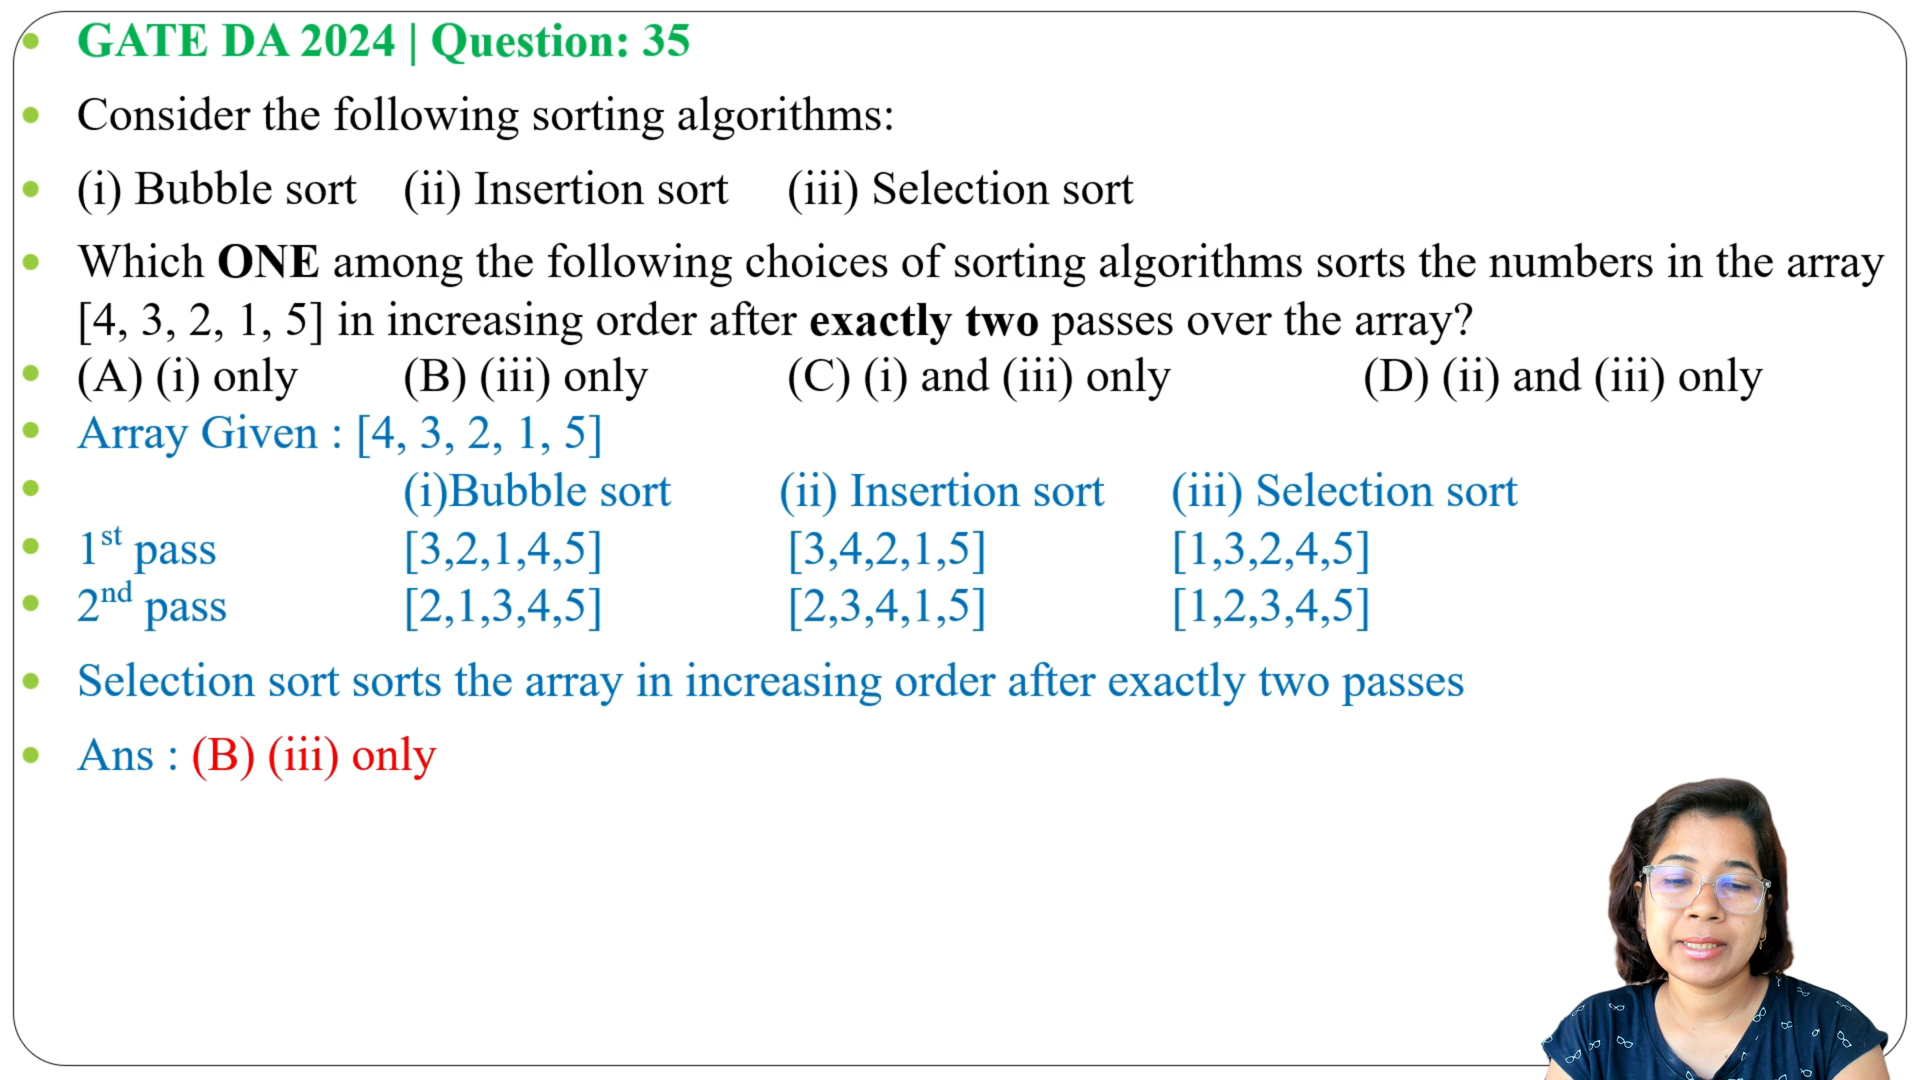 GATE DA 2024 | Question: 35
Consider the following sorting algorithms:
(i) Bubble sort (ii) Insertion sort (iii) Selection sort
Which ONE among the following choices of sorting algorithms sorts the numbers in the array
[4, 3, 2, 1, 5] in increasing order after exactly two passes over the array?
(A) (i) only (B) (iii) only (C) (i) and (iii) only (D) (ii) and (iii) only
Array Given : [4, 3, 2, 1, 5]
(i)Bubble sort (ii) Insertion sort (iii) Selection sort
1st pass [3,2,1,4,5] [3,4,2,1,5] [1,3,2,4,5]
2nd pass [2,1,3,4,5] [2,3,4,1,5] [1,2,3,4,5]
Selection sort sorts the array in increasing order after exactly two passes
Ans : (B) (iii) only